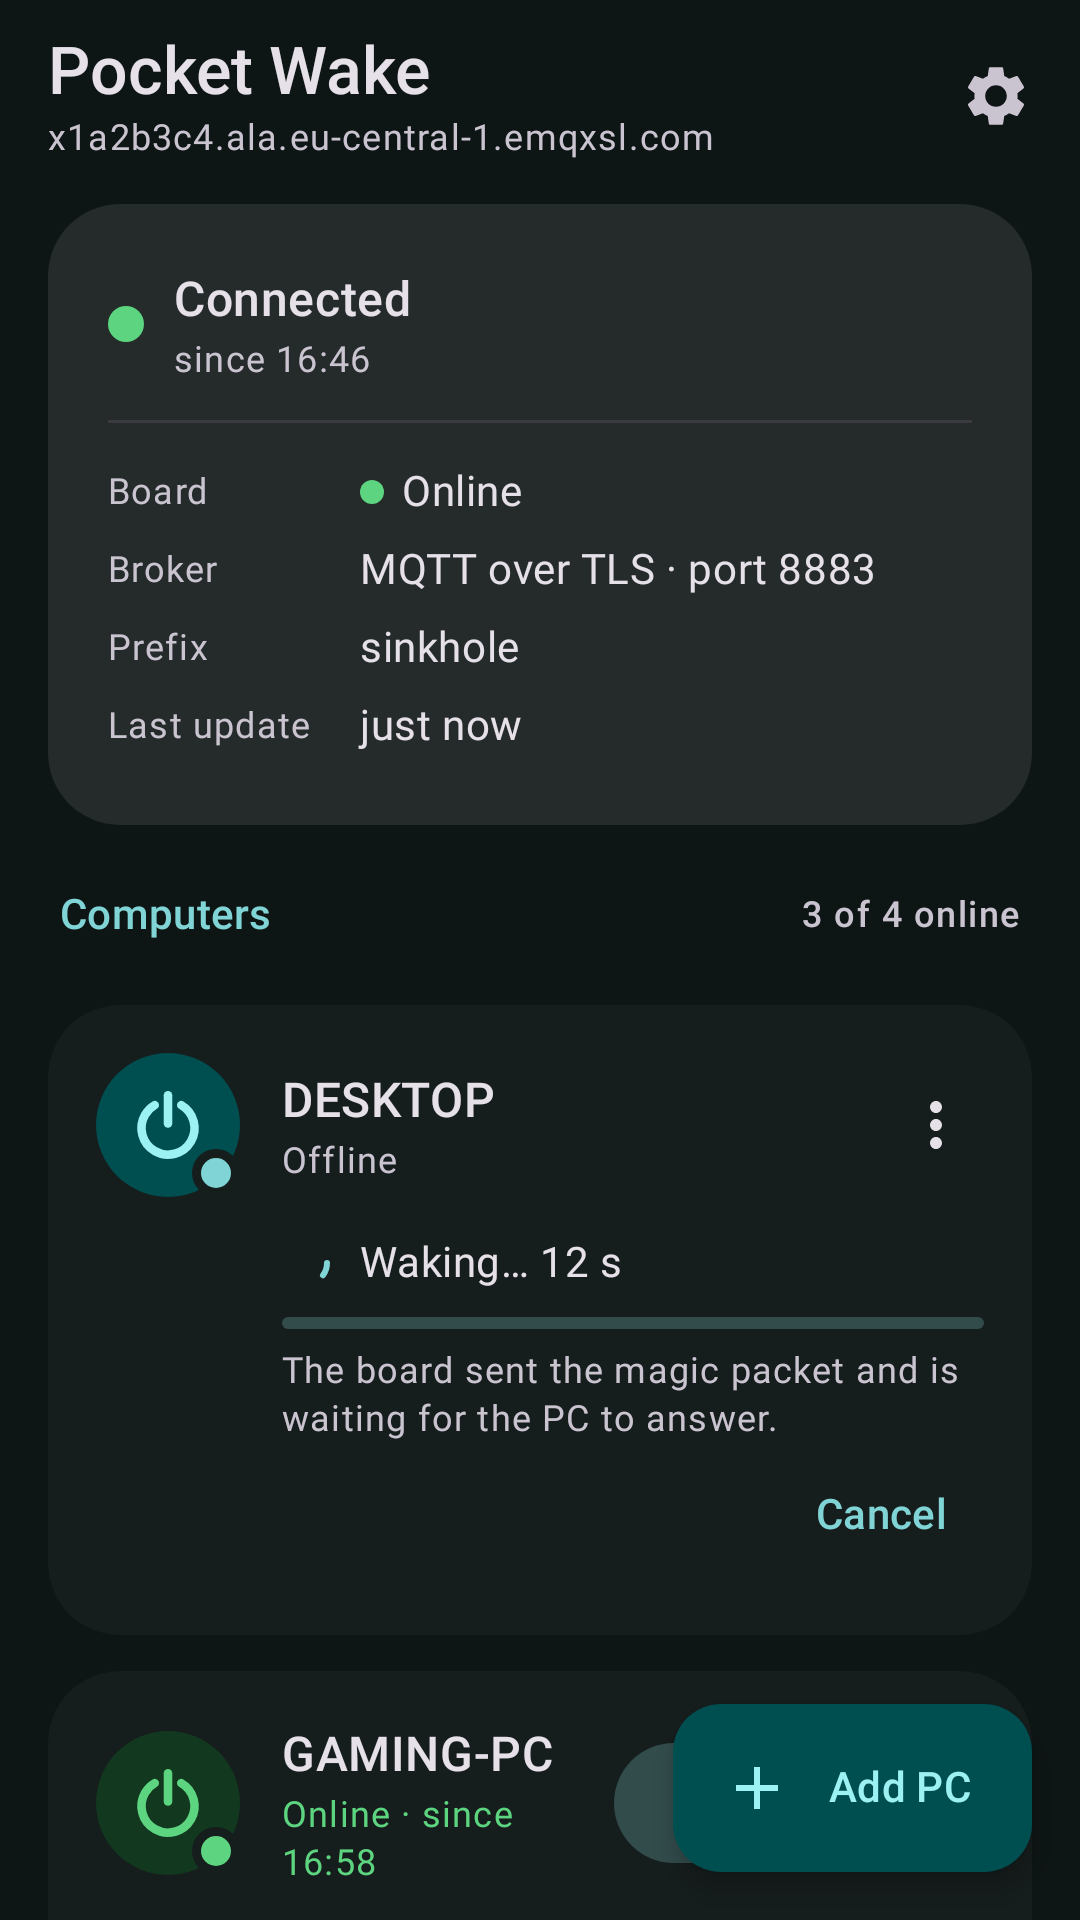 Pocket Wake
x1a2b3c4.ala.eu-central-1.emqxsl.com
Connected
since 16:46
Board Online
Broker MQTT over TLS · port 8883
Prefix sinkhole
Last update just now
Computers 3 of 4 online
DESKTOP
Offline
Waking… 12 s
The board sent the magic packet and is
waiting for the PC to answer.
Cancel
GAMING-PC
Online · since
16:58
Add PC